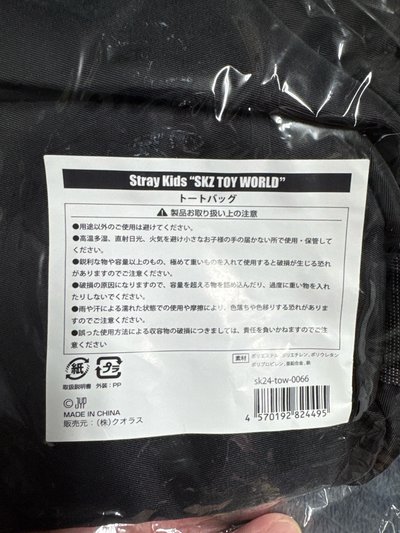 Stray Kids “SKZ TOY WORLD”
トートバッグ
製品お取り扱い上の注意
●用途以外のご使用は避けてください。
●高温多湿、直射日光、火気を避け小さなお子様の手の届かない所で使用・保管して
ください。
●鋭利な物や容量以上のもの、極めて重いものを入れて使用すると破損が生じる恐れ
がありますのでご注意ください。
●破損の原因になりますので、容量を超える物を詰め込んだり、過度に重い物を入れ
たりしないでください。
●雨や汗による濡れた状態での使用や摩擦により、色落ちや色移りする恐れがあり
ますのでご注意ください。
●誤った使用方法による収容物の破損につきましては、責任を負いかねますのでご注
意ください
紙 プラ
取扱説明書 外装：PP
素材 ポリエステル、ポリエチレン、ポリウレタン
ポリプロピレン、亜鉛合金、鉄
sk24-tow-0066
©JYP
MADE IN CHINA
販売元：（株）クオラス
4 570192 824495